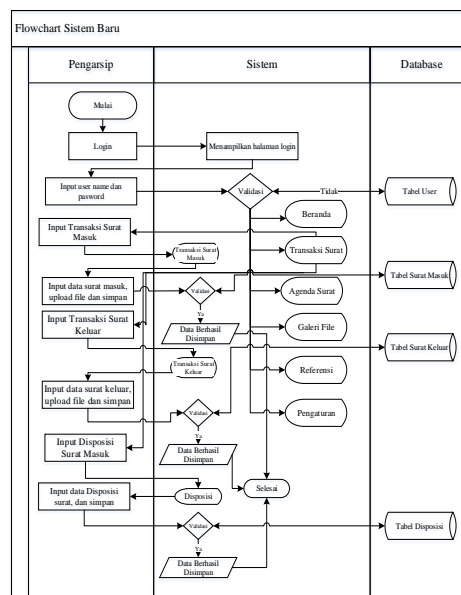 Flowchart Sistem Baru
Pengarsip
Sistem
Database
Mulai
Login
Menampilkan halaman login
Input user name dan
pasword
Validasi
Tidak
Tabel User
Beranda
Input Transaksi Surat
Masuk
Transaksi Surat
Masuk
Transaksi Surat
Input data surat masuk,
upload file dan simpan
Validasi
Tabel Surat Masuk
Agenda Surat
Ya
Input Transaksi Surat
Keluar
Data Berhasil
Disimpan
Galeri File
Tabel Surat Keluar
Transaksi Surat
Keluar
Referensi
Input data surat keluar,
upload file dan simpan
Validasi
Pengaturan
Ya
Input Disposisi
Surat Masuk
Data Berhasil
Disimpan
Selesai
Input data Disposisi
surat, dan simpan
Disposisi
Validasi
Tabel Disposisi
Ya
Data Berhasil
Disimpan